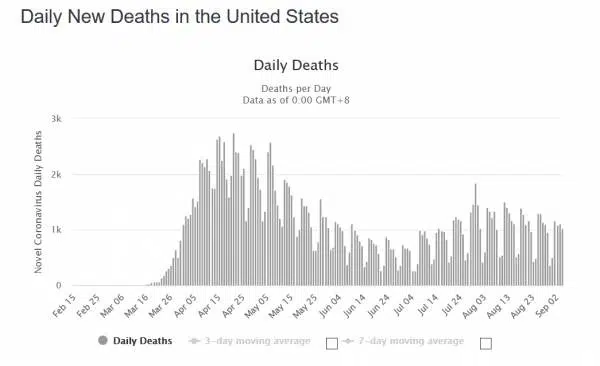 Daily New Deaths in the United States
Daily Deaths
Deaths per Day
Data as of 0:00 GMT+8
Novel Coronavirus Daily Deaths
3k
2k
1k
0
Feb 15
Feb 25
Mar 06
Mar 16
Mar 26
Apr 05
Apr 15
Apr 25
May 05
May 15
May 25
Jun 04
Jun 14
Jun 24
Jul 04
Jul 14
Jul 24
Aug 03
Aug 13
Aug 23
Sep 02
Daily Deaths 3-day moving average 7-day moving average